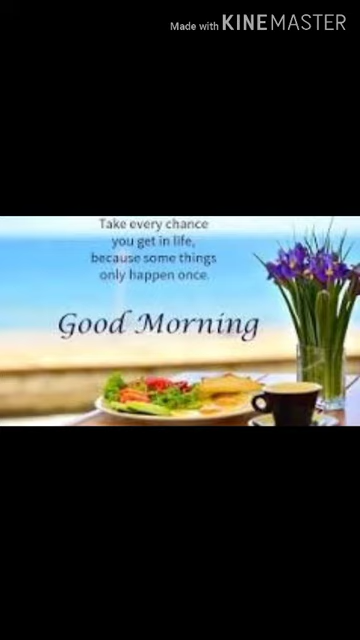 Made with KINEMASTER
Take every chance
you get in life,
because some things
only happen once.
Good Morning